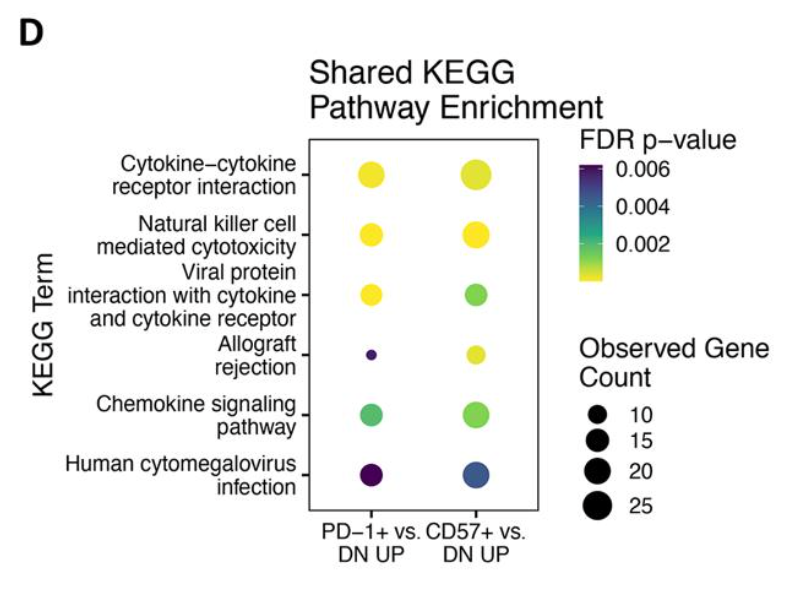 D
Shared KEGG
Pathway Enrichment
FDR p−value
0.006
0.004
0.002
Cytokine−cytokine
receptor interaction
Natural killer cell
mediated cytotoxicity
Viral protein
interaction with cytokine
and cytokine receptor
Allograft
rejection
Chemokine signaling
pathway
Human cytomegalovirus
infection
KEGG Term
Observed Gene
Count
10
15
20
25
PD−1+ vs. CD57+ vs.
DN UP DN UP